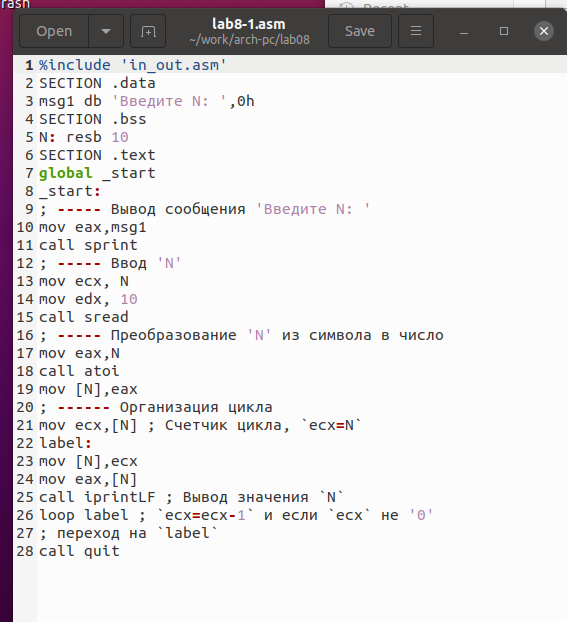 rash
Recent
Open
lab8-1.asm
~/work/arch-pc/lab08
Save
1 %include 'in_out.asm'
2 SECTION .data
3 msg1 db 'Введите N: ',0h
4 SECTION .bss
5 N: resb 10
6 SECTION .text
7 global _start
8 _start:
9 ; ----- Вывод сообщения 'Введите N: '
10 mov eax,msg1
11 call sprint
12 ; ----- Ввод 'N'
13 mov ecx, N
14 mov edx, 10
15 call sread
16 ; ----- Преобразование 'N' из символа в число
17 mov eax,N
18 call atoi
19 mov [N],eax
20 ; ------ Организация цикла
21 mov ecx,[N] ; Счетчик цикла, `ecx=N`
22 label:
23 mov [N],ecx
24 mov eax,[N]
25 call iprintLF ; Вывод значения `N`
26 loop label ; `ecx=ecx-1` и если `ecx` не '0'
27 ; переход на `label`
28 call quit